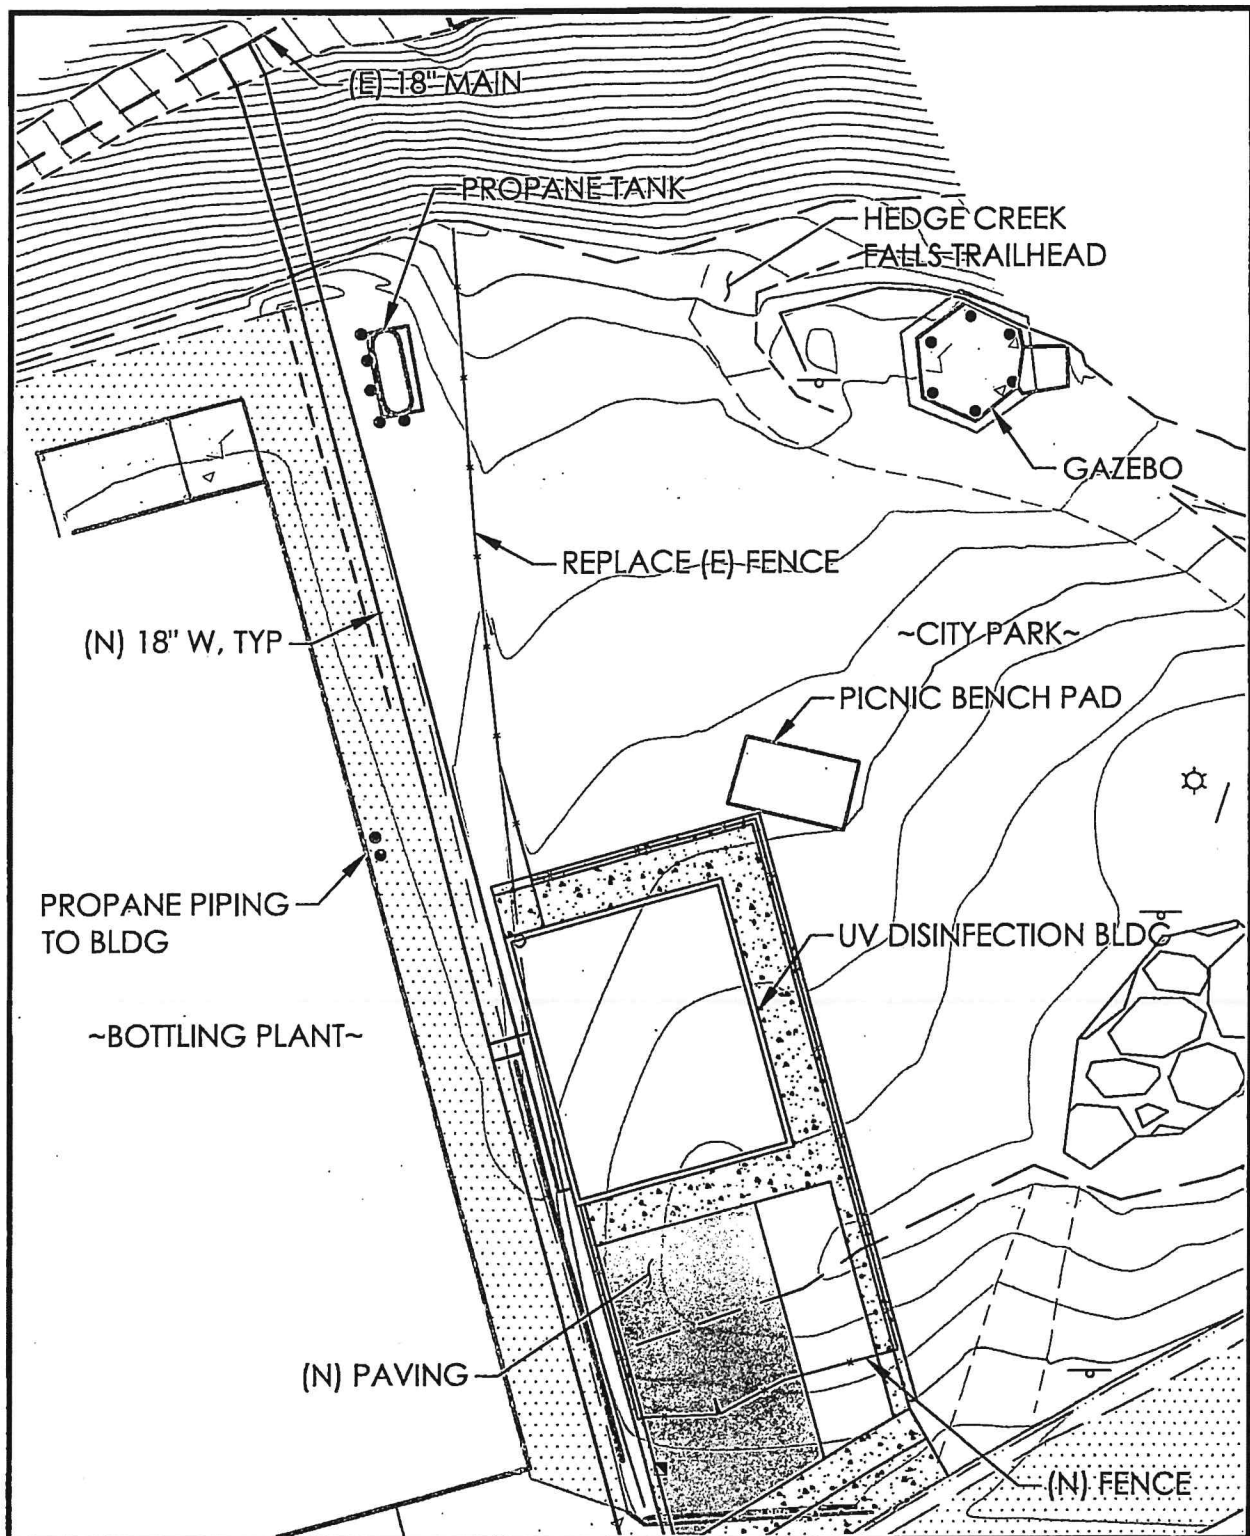 (E) 18" MAIN
PROPANE TANK
HEDGE CREEK
FALLS TRAILHEAD
GAZEBO
REPLACE (E) FENCE
(N) 18" W, TYP
~CITY PARK~
PICNIC BENCH PAD
PROPANE PIPING
TO BLDG
UV DISINFECTION BLDG
~BOTTLING PLANT~
(N) PAVING
(N) FENCE